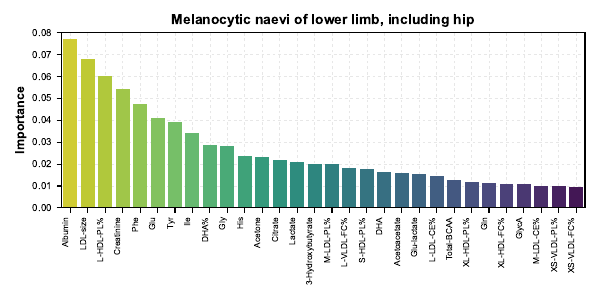 Melanocytic naevi of lower limb, including hip
Importance
0.08
0.07
0.06
0.05
0.04
0.03
0.02
0.01
0.00
Albumin
LDL-size
L-HDL-PL%
Creatinine
Phe
Glu
Tyr
Ile
DHA%
Gly
His
Acetone
Citrate
Lactate
3-Hydroxybutyrate
M-LDL-PL%
L-VLDL-FC%
S-HDL-PL%
DHA
Acetoacetate
Glu-lactate
L-LDL-CE%
Total-BCAA
XL-HDL-PL%
Gln
XL-HDL-FC%
GlycA
M-LDL-CE%
XS-VLDL-PL%
XS-VLDL-FC%